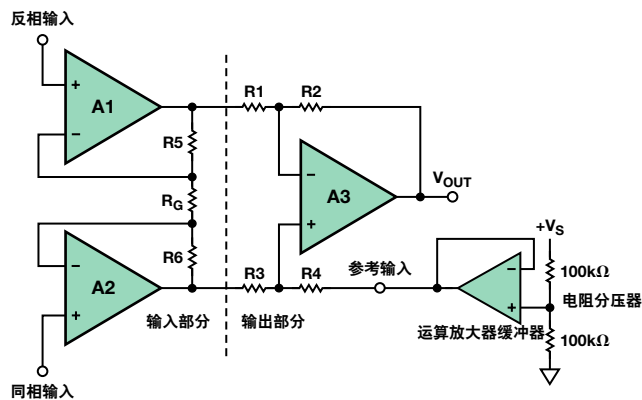 反相输入
+
A1
−
R1
R2
R5
RG
−
A3
+
VOUT
−
A2
+
R6
R3
R4
参考输入
+VS
−
+
100kΩ
电阻分压器
100kΩ
运算放大器缓冲器
输入部分
输出部分
同相输入